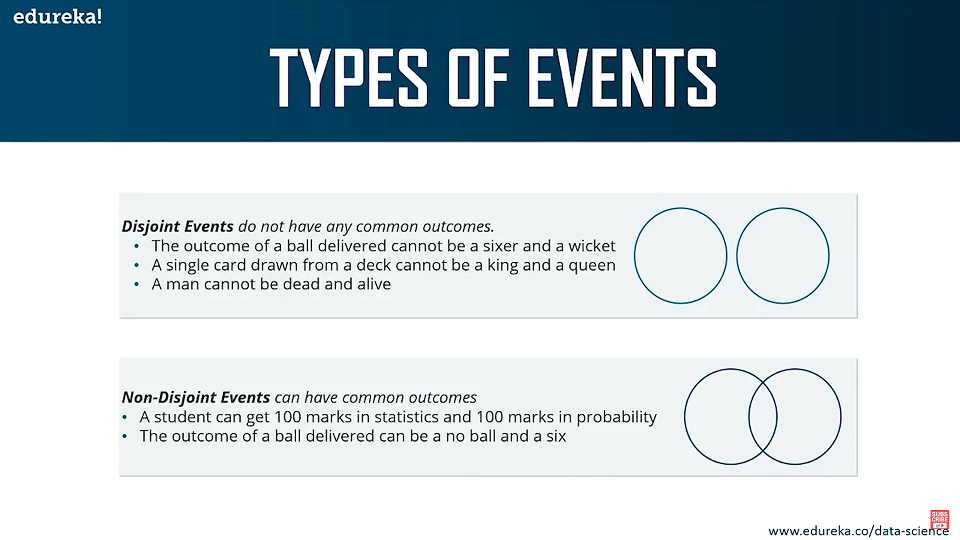 edureka!
TYPES OF EVENTS
Disjoint Events do not have any common outcomes.
• The outcome of a ball delivered cannot be a sixer and a wicket
• A single card drawn from a deck cannot be a king and a queen
• A man cannot be dead and alive
Non-Disjoint Events can have common outcomes
• A student can get 100 marks in statistics and 100 marks in probability
• The outcome of a ball delivered can be a no ball and a six
SUBS
CRIBE
www.edureka.co/data-science